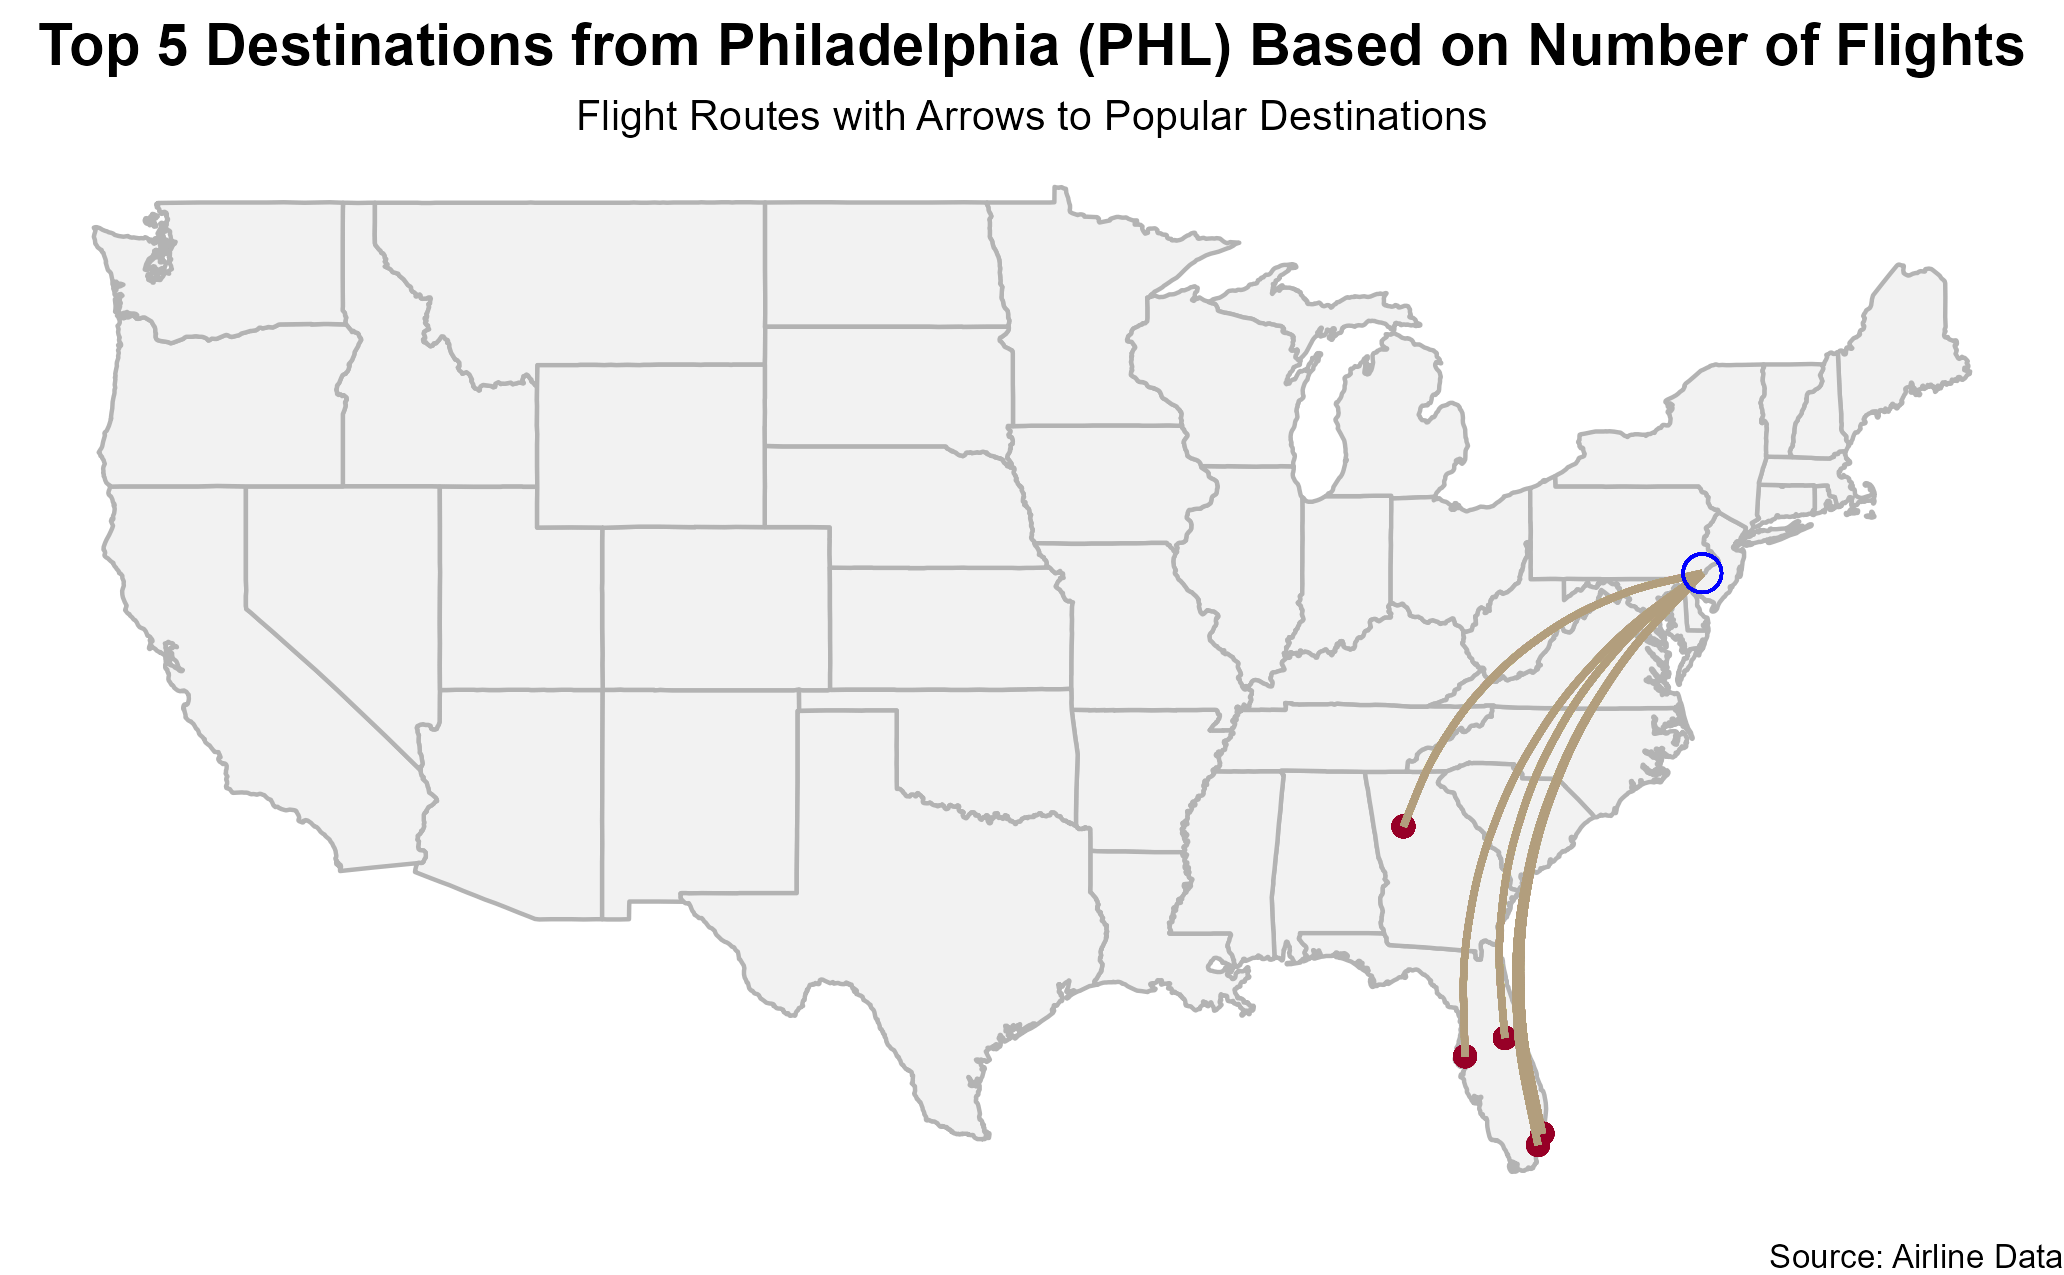 Top 5 Destinations from Philadelphia (PHL) Based on Number of Flights
Flight Routes with Arrows to Popular Destinations
Source: Airline Data